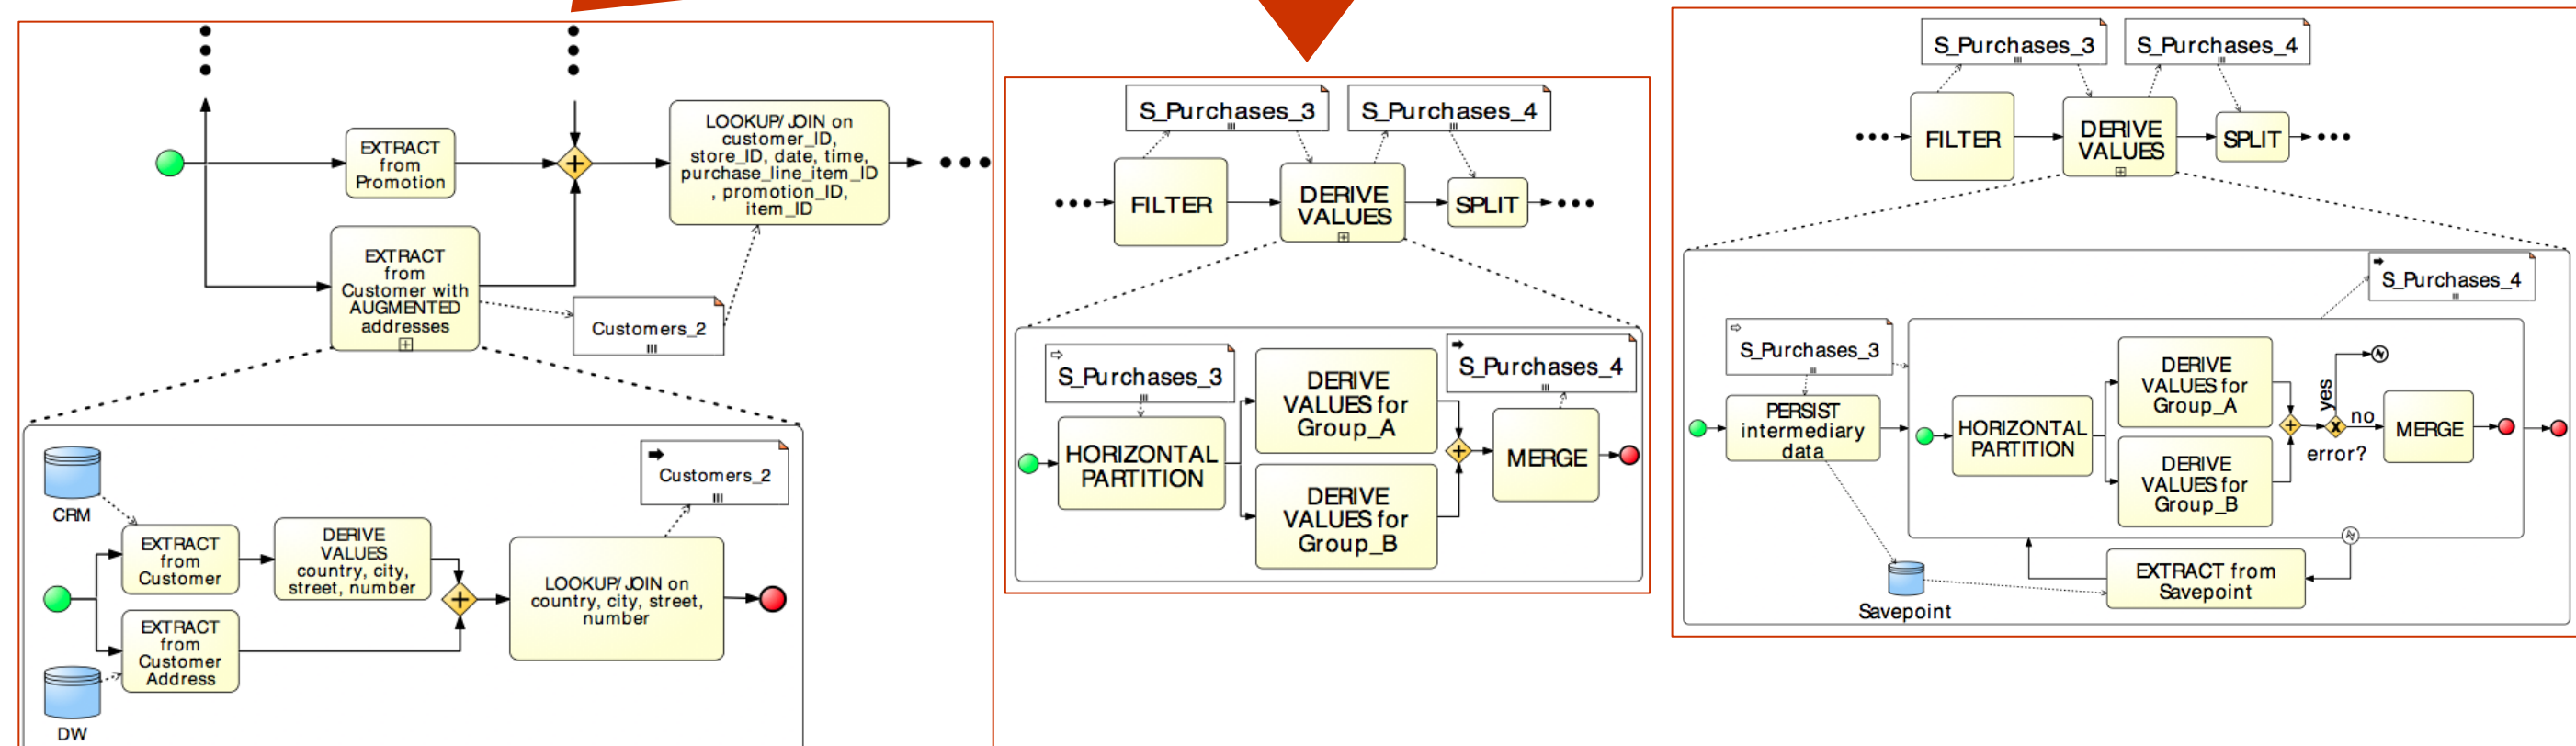 EXTRACT
from
Promotion
LOOKUP/JOIN on
customer_ID,
store_ID, date, time,
purchase_line_item_ID
, promotion_ID,
item_ID
EXTRACT
from
Customer with
AUGMENTED
addresses
Customers_2
CRM
EXTRACT
from
Customer
DERIVE
VALUES
country, city,
street, number
EXTRACT
from
Customer
Address
DW
LOOKUP/JOIN on
country, city, street,
number
Customers_2
S_Purchases_3
S_Purchases_4
FILTER
DERIVE
VALUES
SPLIT
S_Purchases_3
HORIZONTAL
PARTITION
DERIVE
VALUES for
Group_A
DERIVE
VALUES for
Group_B
S_Purchases_4
MERGE
S_Purchases_3
S_Purchases_4
FILTER
DERIVE
VALUES
SPLIT
S_Purchases_4
S_Purchases_3
PERSIST
intermediary
data
HORIZONTAL
PARTITION
DERIVE
VALUES for
Group_A
DERIVE
VALUES for
Group_B
yes
no
error?
MERGE
EXTRACT from
Savepoint
Savepoint